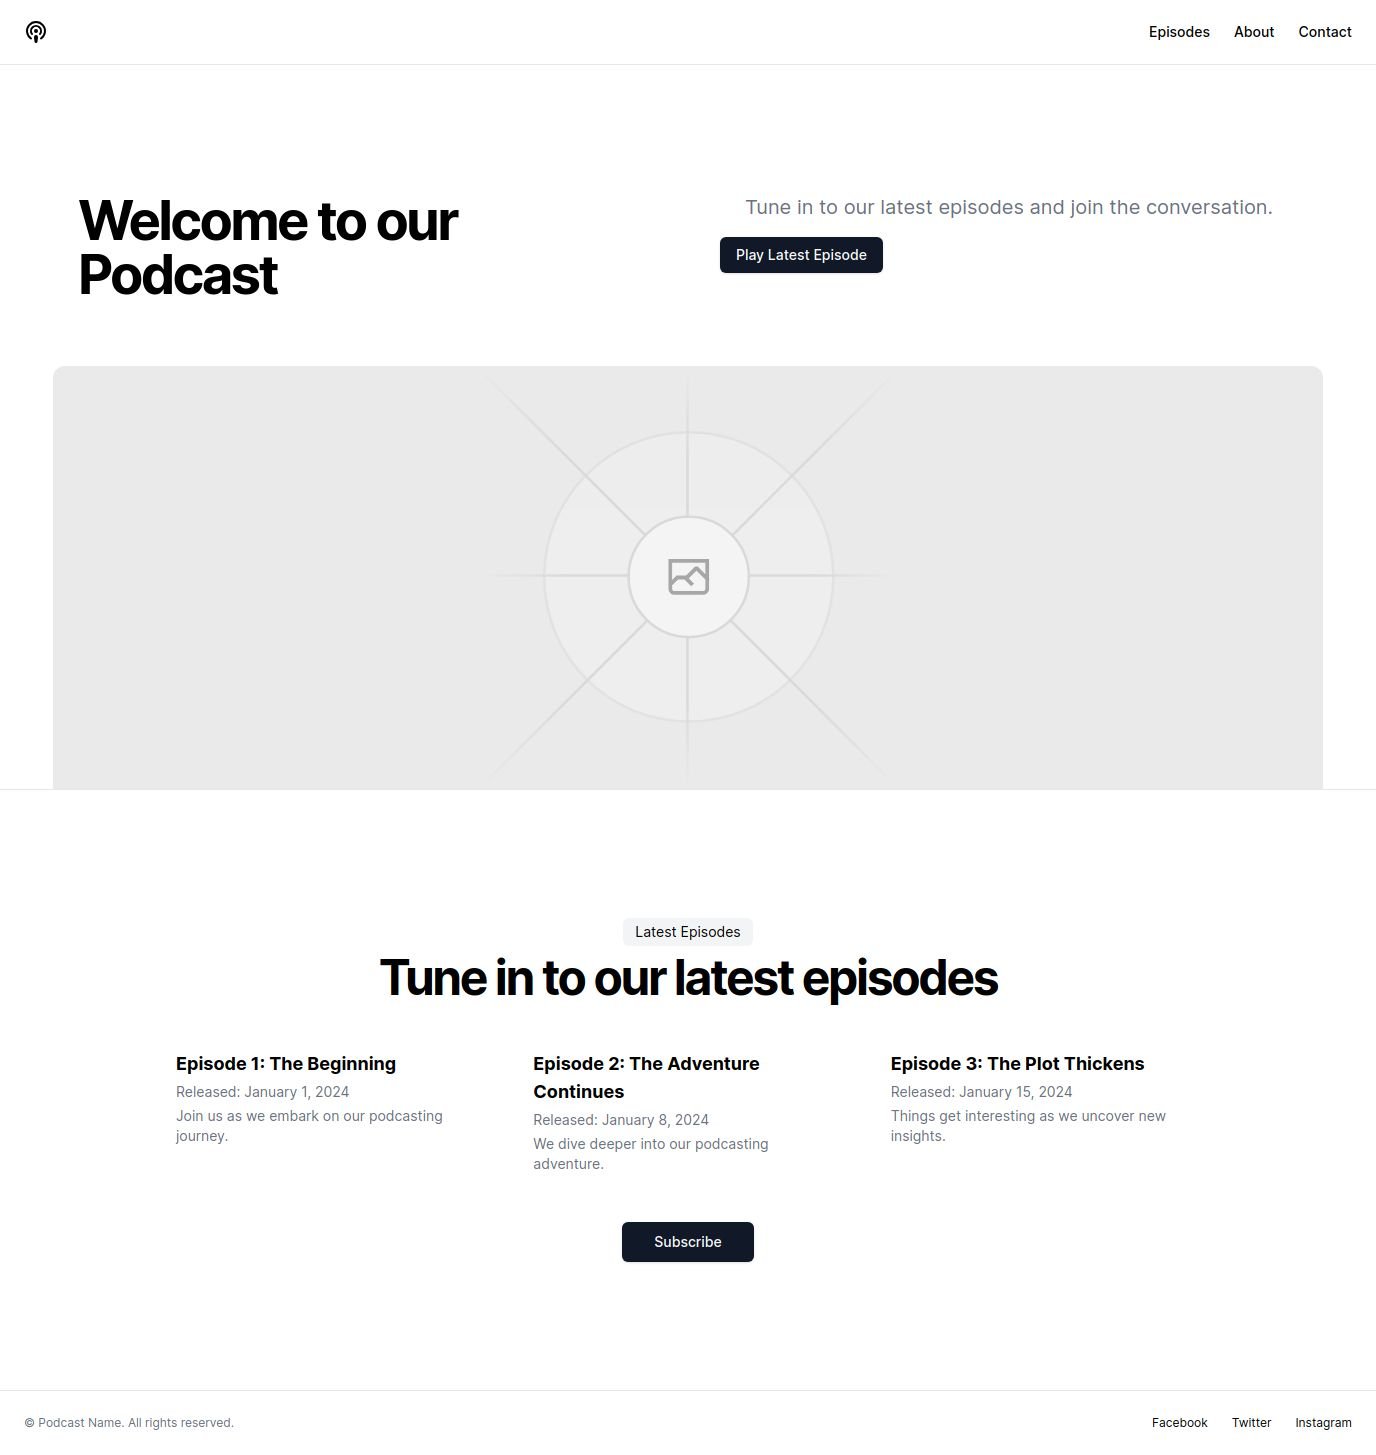 Episodes About Contact
Welcome to our
Podcast
Tune in to our latest episodes and join the conversation.
Play Latest Episode
Latest Episodes
Tune in to our latest episodes
Episode 1: The Beginning
Released: January 1, 2024
Join us as we embark on our podcasting
journey.
Episode 2: The Adventure
Continues
Released: January 8, 2024
We dive deeper into our podcasting
adventure.
Episode 3: The Plot Thickens
Released: January 15, 2024
Things get interesting as we uncover new
insights.
Subscribe
© Podcast Name. All rights reserved.
Facebook Twitter Instagram